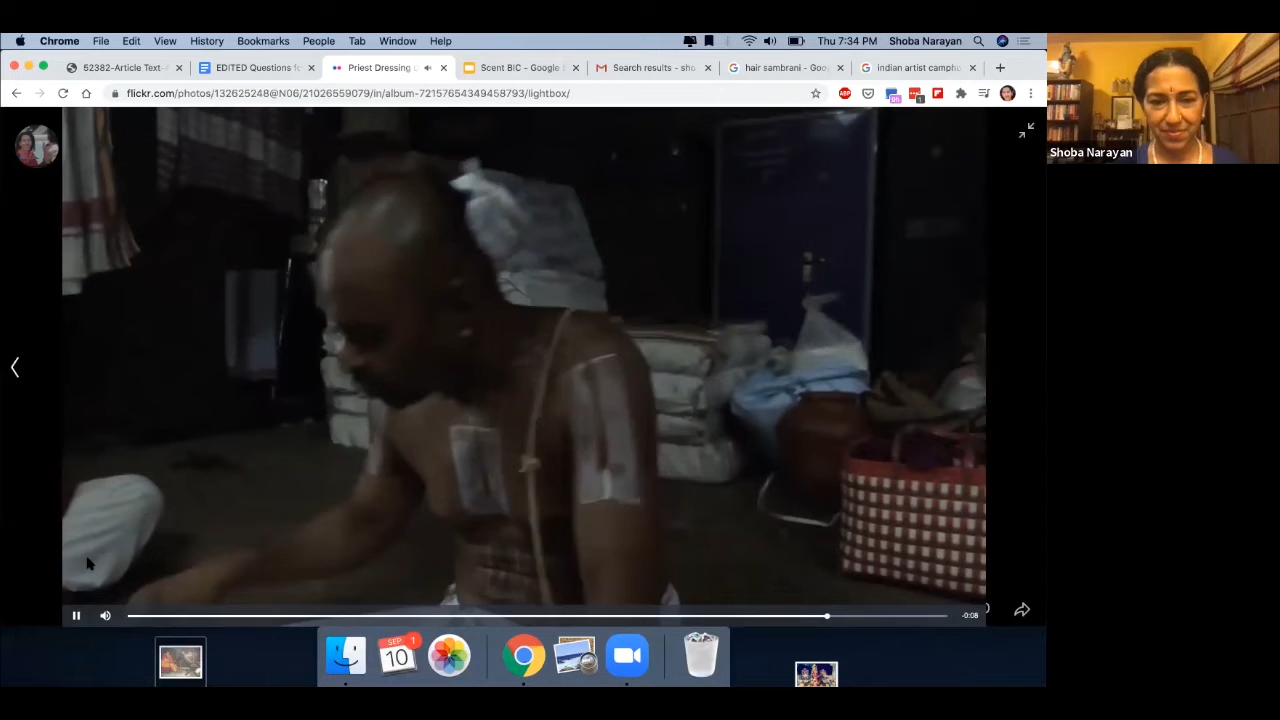 Chrome File Edit View History Bookmarks People Tab Window Help Thu 7:34 PM Shoba Narayan
52382-Article Text- EDITED Questions fo Priest Dressing Scent BIC - Google Search results - sho hair sambrani - Goo indian artist camph
flickr.com/photos/132625248@N06/21026559079/in/album-72157654349458793/lightbox/
Shoba Narayan
-0:08
SEP 1
10